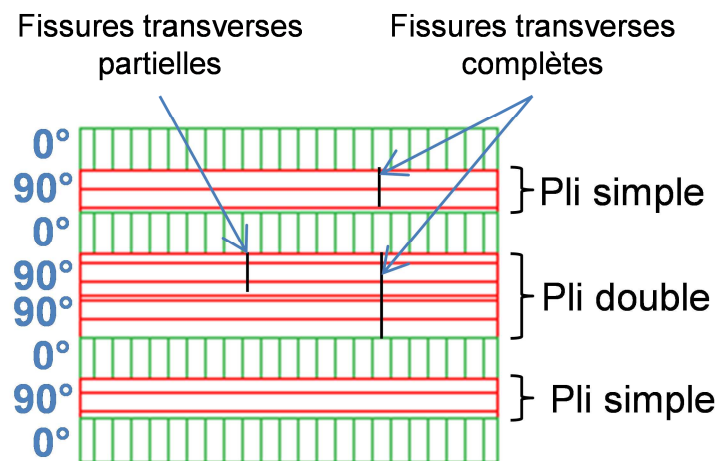 Fissures transverses
partielles
Fissures transverses
complètes
0°
90°
Pli simple
0°
90°
90°
Pli double
0°
90°
Pli simple
0°